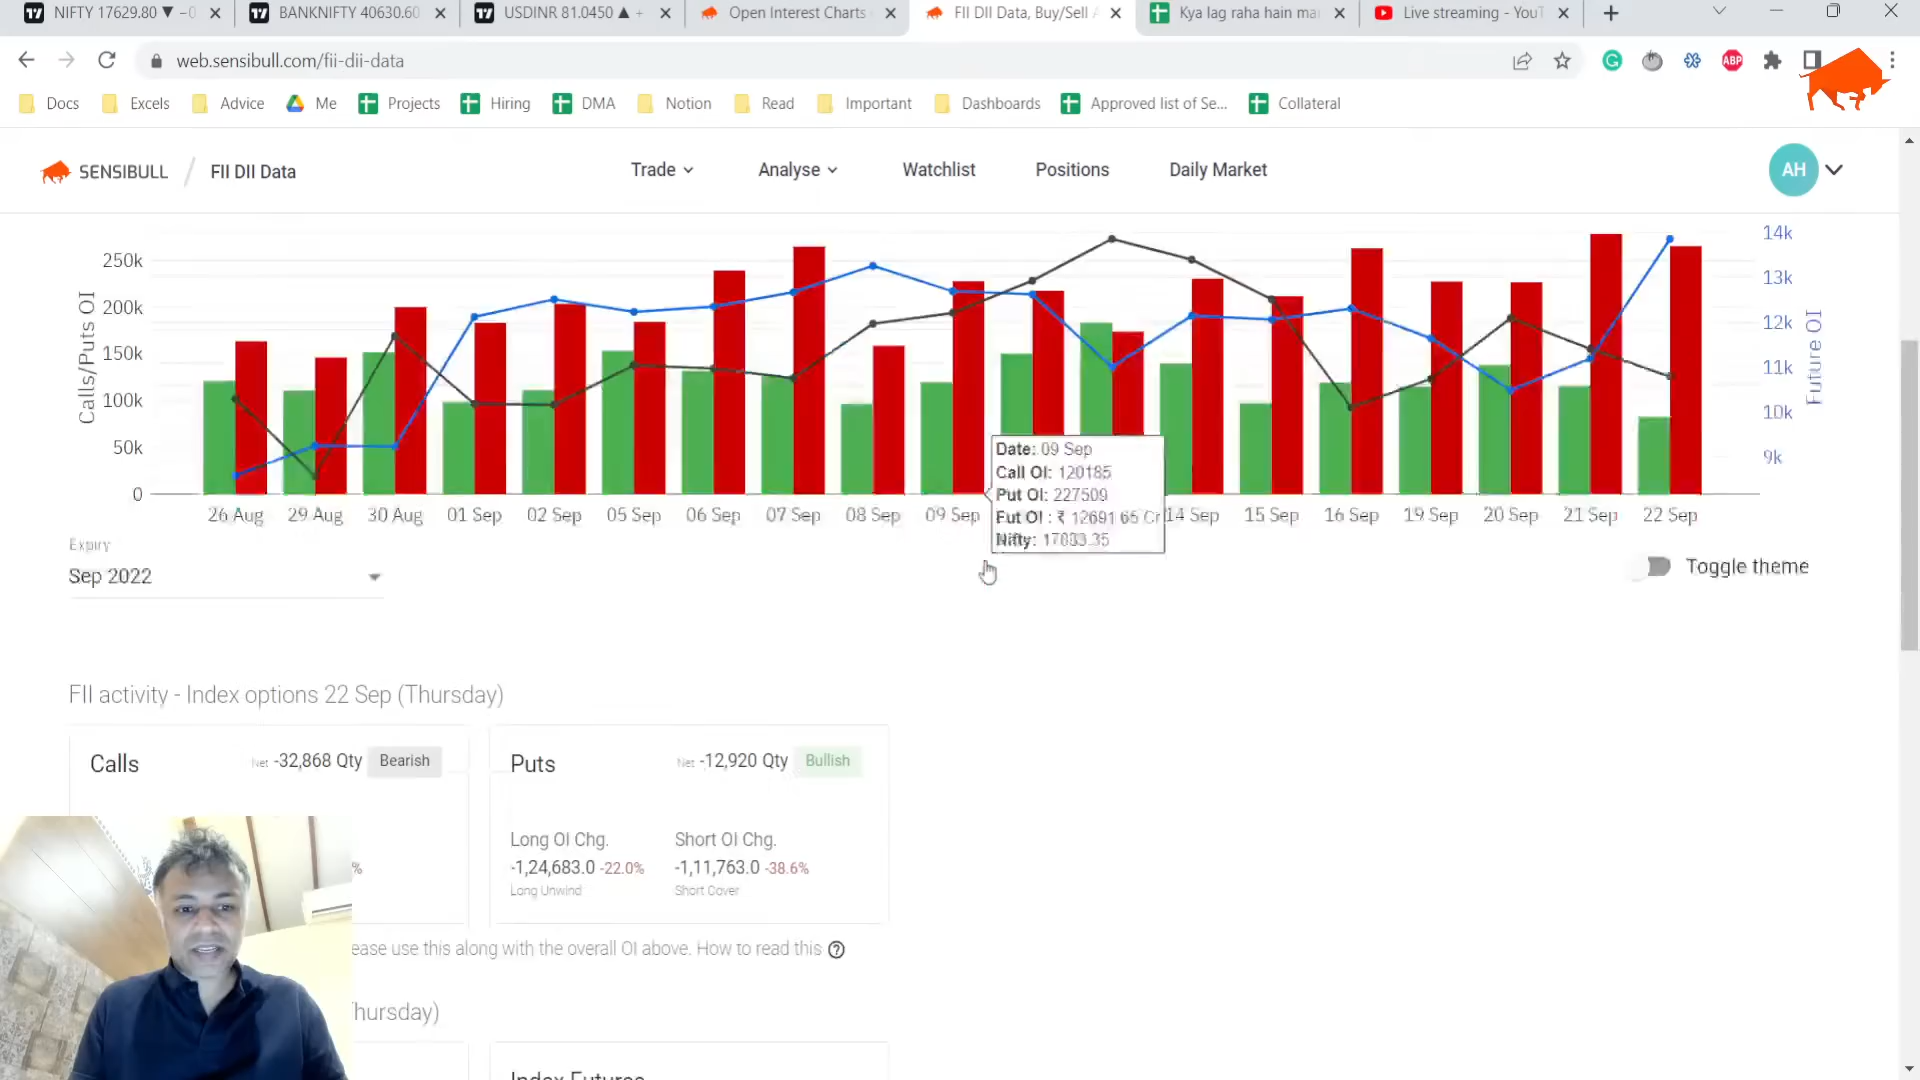 NIFTY 17629.80 ▼ −0
BANKNIFTY 40630.60
USDINR 81.0450 ▲ +
Open Interest Charts
FII DII Data, Buy/Sell A
Kya lag raha hain ma
Live streaming - YouT
web.sensibull.com/fii-dii-data
Docs
Excels
Advice
Me
Projects
Hiring
DMA
Notion
Read
Important
Dashboards
Approved list of Se...
Collateral
SENSIBULL / FII DII Data
Trade
Analyse
Watchlist
Positions
Daily Market
AH
Calls/Puts OI
250k
200k
150k
100k
50k
0
14k
13k
12k
11k
10k
9k
Future OI
26 Aug 29 Aug 30 Aug 01 Sep 02 Sep 05 Sep 06 Sep 07 Sep 08 Sep 09 Sep 14 Sep 15 Sep 16 Sep 19 Sep 20 Sep 21 Sep 22 Sep
Date: 09 Sep
Call OI: 120185
Put OI: 227509
Fut OI : ₹ 12691.65 Cr
Nifty: 17833.35
Expiry
Sep 2022
Toggle theme
FII activity - Index options 22 Sep (Thursday)
Calls
Net -32,868 Qty
Bearish
Puts
Net -12,920 Qty
Bullish
Long OI Chg.
-1,24,683.0 -22.0%
Long Unwind
Short OI Chg.
-1,11,763.0 -38.6%
Short Cover
%
ease use this along with the overall OI above. How to read this
hursday)
Index Futures
ABP